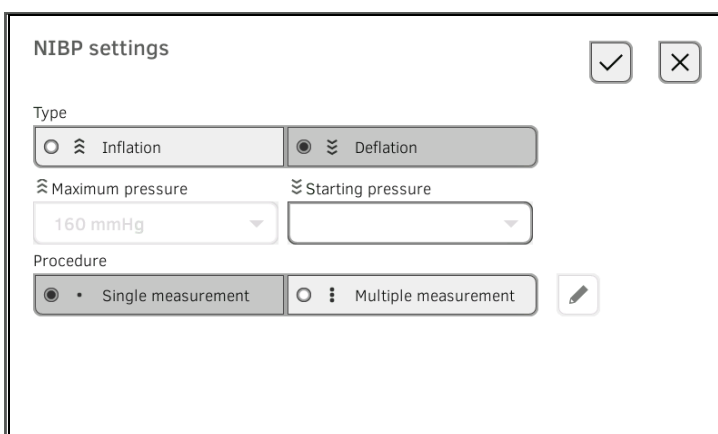 NIBP settings
Type
Inflation
Deflation
Maximum pressure
Starting pressure
160 mmHg
Procedure
Single measurement
Multiple measurement